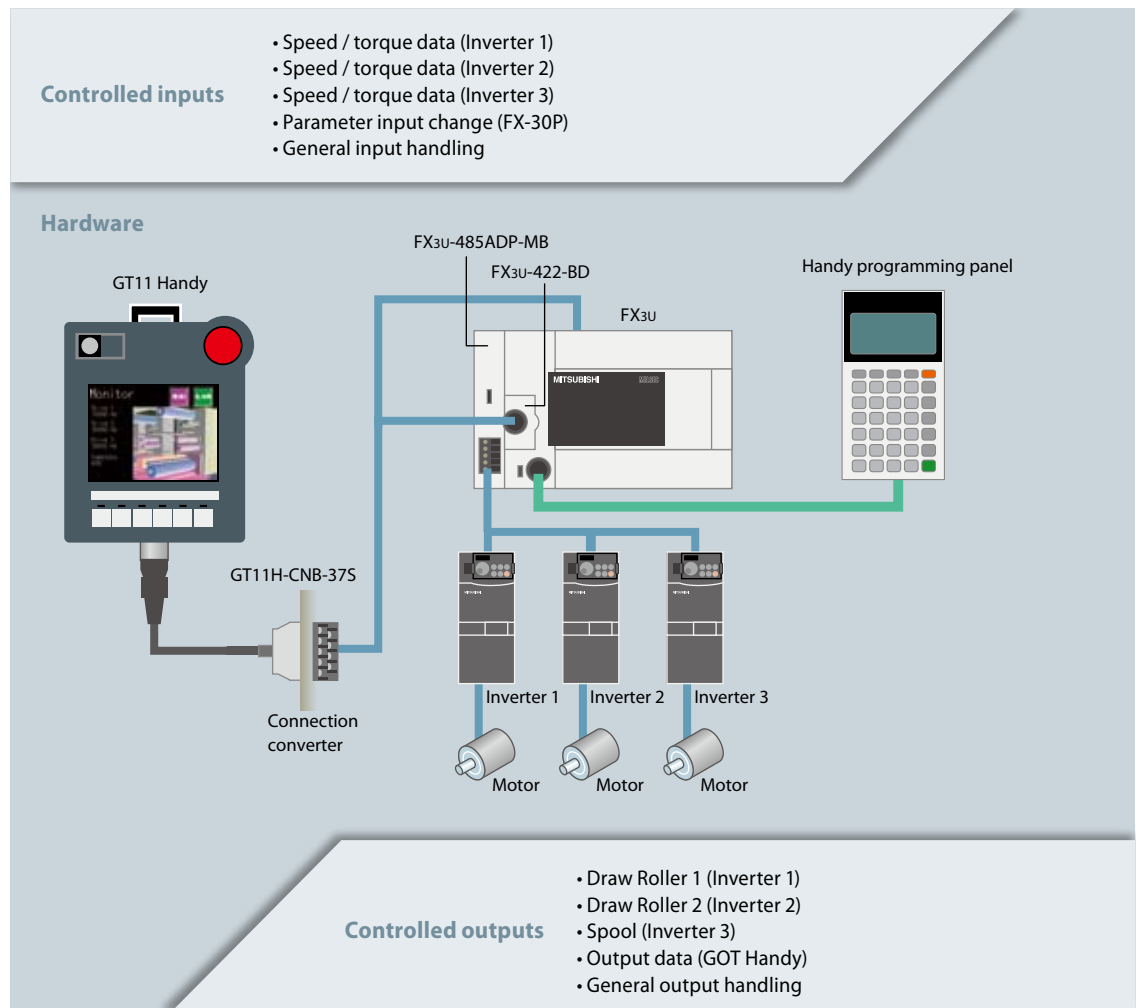 Controlled inputs
• Speed / torque data (Inverter 1)
• Speed / torque data (Inverter 2)
• Speed / torque data (Inverter 3)
• Parameter input change (FX-30P)
• General input handling
Hardware
FX3U-485ADP-MB
FX3U-422-BD
GT11 Handy
FX3U
Handy programming panel
MITSUBISHI
Monitor
GT11H-CNB-37S
Connection
converter
Inverter 1
Inverter 2
Inverter 3
Motor
Motor
Motor
Controlled outputs
• Draw Roller 1 (Inverter 1)
• Draw Roller 2 (Inverter 2)
• Spool (Inverter 3)
• Output data (GOT Handy)
• General output handling